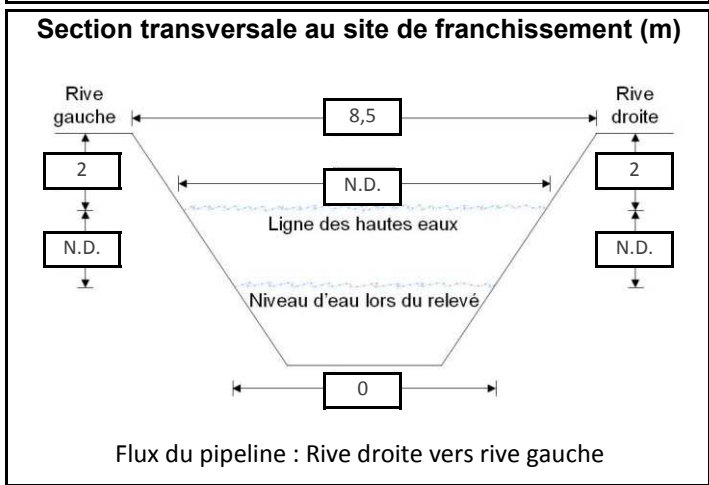 Section transversale au site de franchissement (m)
Rive gauche
8,5
Rive droite
2
N.D.
2
Ligne des hautes eaux
N.D.
N.D.
Niveau d'eau lors du relevé
0
Flux du pipeline : Rive droite vers rive gauche